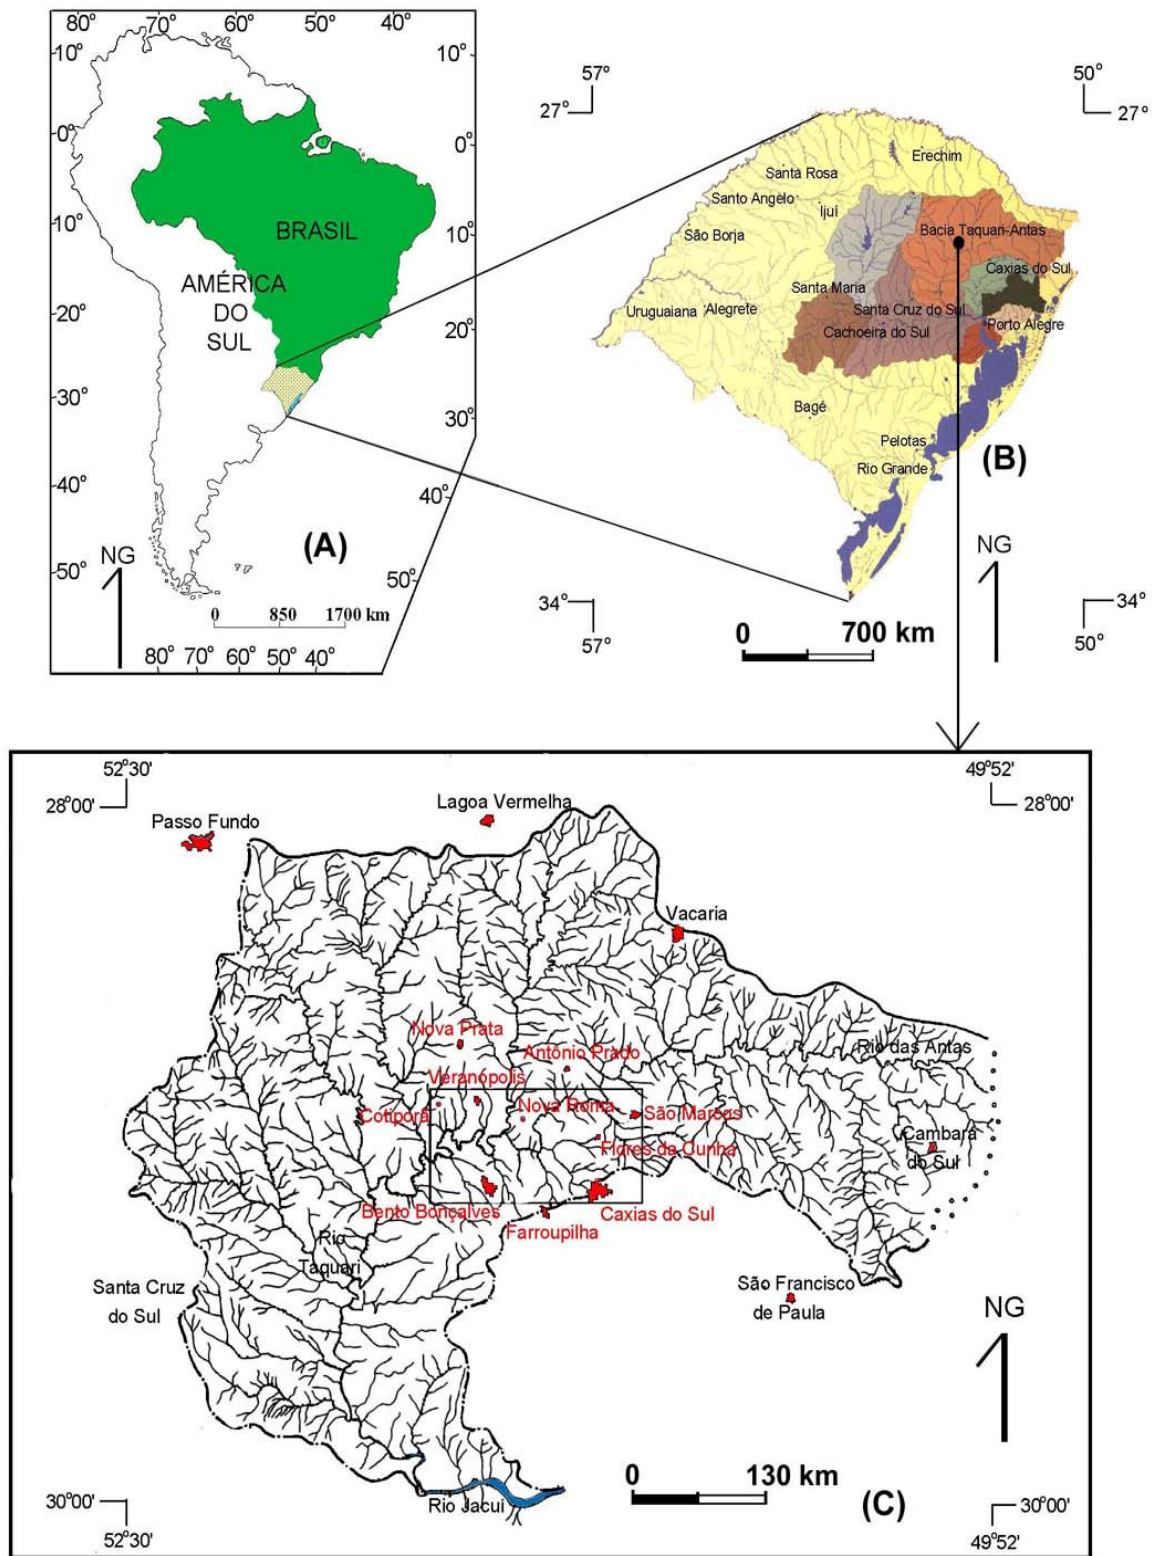 80° 70° 60° 50° 40°
10° 10°
0° 0°
10° 10°
20° 20°
30° 30°
40° 40°
50° 50°
BRASIL
AMÉRICA
DO
SUL
(A)
NG
0 850 1700 km
80° 70° 60° 50° 40°
57° 50°
27° 27°
Erechim
Santa Rosa
Santo Angelo
Ijuí
São Borja
Bacia Taquari-Antas
Caxias do Sul
Santa Maria
Uruguaiana Alegrete
Santa Cruz do Sul
Cachoeira do Sul
Porto Alegre
Bagé
Pelotas
Rio Grande
(B)
NG
34° 34°
57° 50°
0 700 km
52°30' 49°52'
28°00' 28°00'
Lagoa Vermelha
Passo Fundo
Vacaria
Nova Prata
Antônio Prado
Rio das Antas
Veranópolis
Cotiporã
Nova Roma
São Marcos
Flores da Cunha
Cambará
do Sul
Bento Gonçalves
Caxias do Sul
Farroupilha
Rio
Taquari
Santa Cruz
do Sul
São Francisco
de Paula
NG
0 130 km
(C)
Rio Jacuí
30°00' 30°00'
52°30' 49°52'